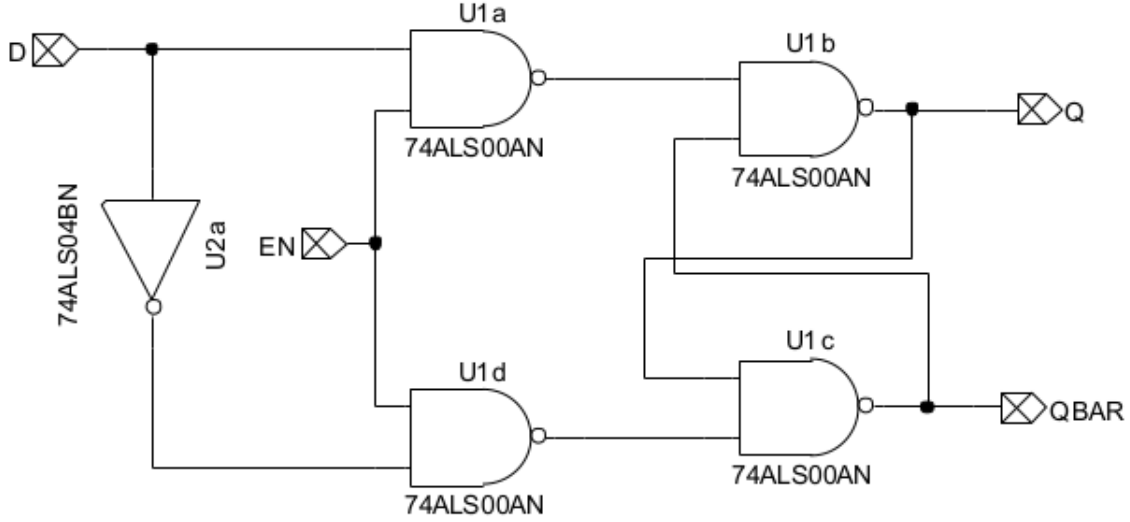 U1a
D
U1b
Q
74ALS00AN
74ALS00AN
74ALS04BN
U2a
EN
U1c
U1d
QBAR
74ALS00AN
74ALS00AN